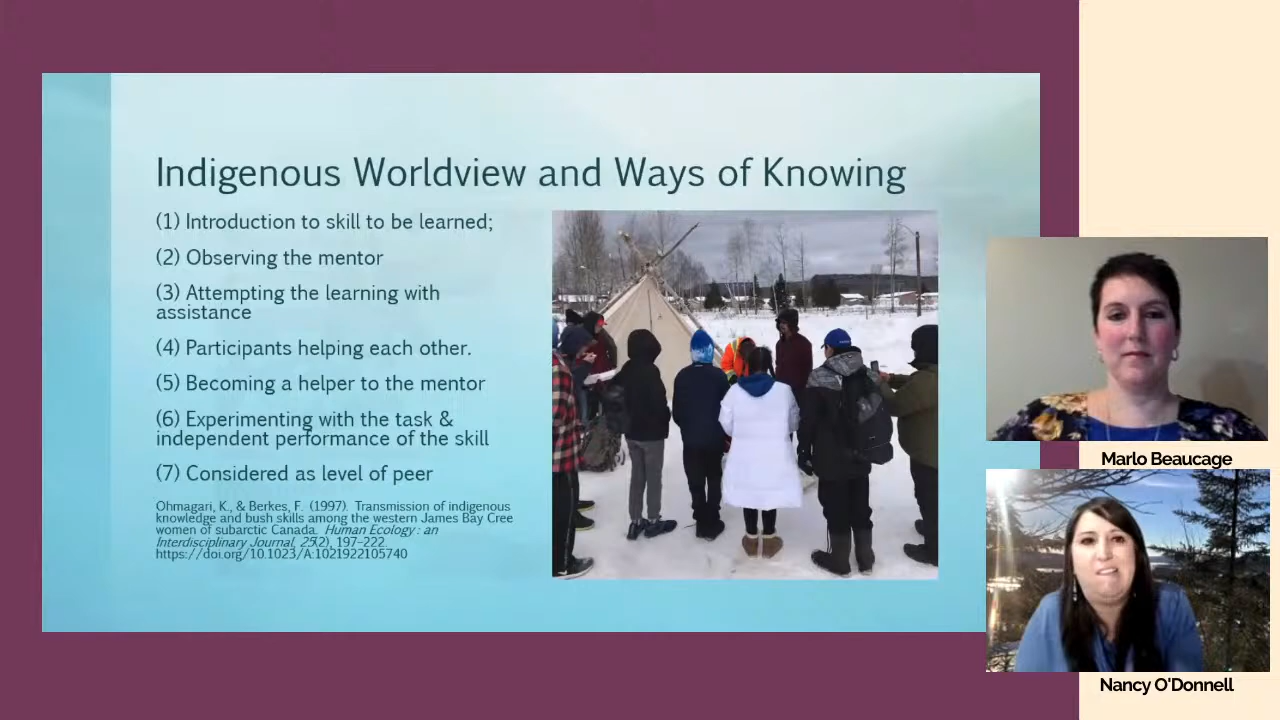 Indigenous Worldview and Ways of Knowing
(1) Introduction to skill to be learned;
(2) Observing the mentor
(3) Attempting the learning with
assistance
(4) Participants helping each other.
(5) Becoming a helper to the mentor
(6) Experimenting with the task &
independent performance of the skill
(7) Considered as level of peer
Ohmagari, K., & Berkes, F. (1997). Transmission of indigenous
knowledge and bush skills among the western James Bay Cree
women of subarctic Canada. Human Ecology : an
Interdisciplinary Journal, 25(2), 197–222.
https://doi.org/10.1023/A:1021922105740
Marlo Beaucage
Nancy O'Donnell